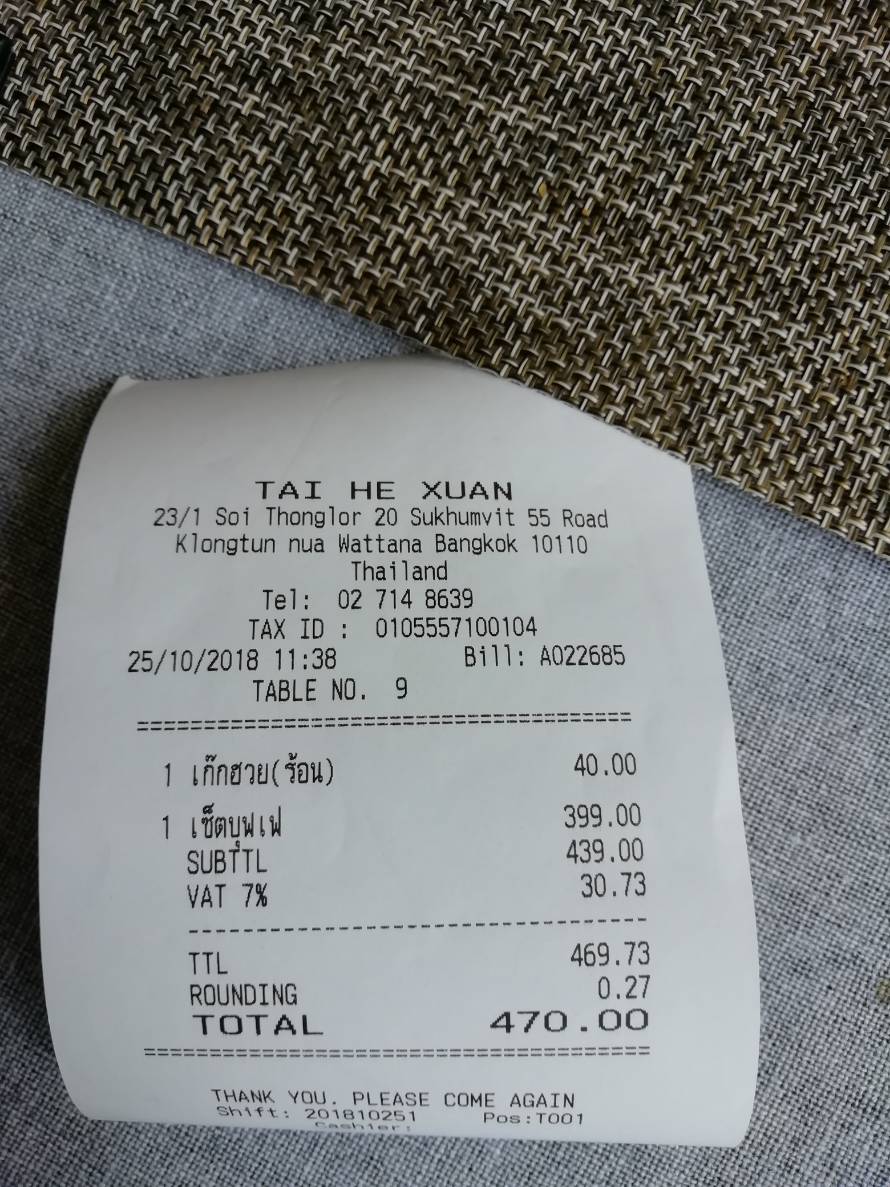 TAI HE XUAN
23/1 Soi Thonglor 20 Sukhumvit 55 Road
Klongtun nua Wattana Bangkok 10110
Thailand
Tel: 02 714 8639
TAX ID : 0105557100104
25/10/2018 11:38 Bill: A022685
TABLE NO. 9
1 เก๊กฮวย(ร้อน) 40.00
1 เซ็ตบุฟเฟ 399.00
SUBTTL 439.00
VAT 7% 30.73
TTL 469.73
ROUNDING 0.27
TOTAL 470.00
THANK YOU. PLEASE COME AGAIN
Shift: 201810251 Pos:T001
Cashier: